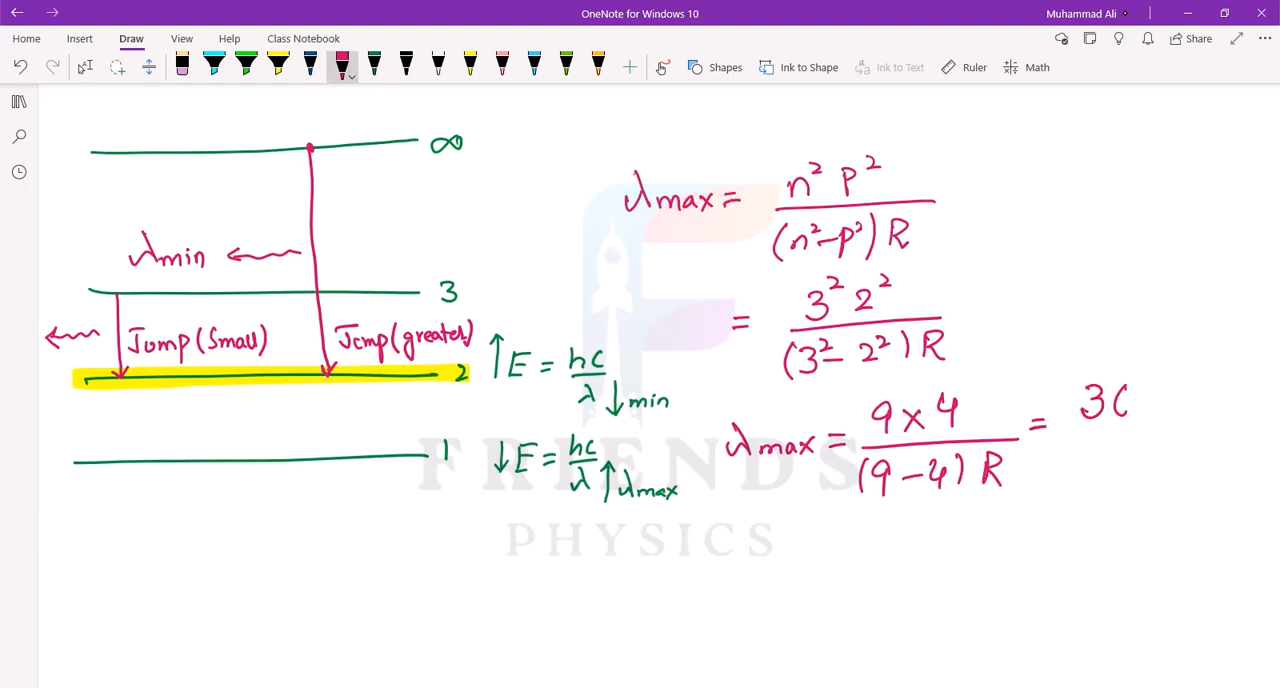 OneNote for Windows 10
Muhammad Ali
Home Insert Draw View Help Class Notebook
Share
Shapes Ink to Shape Ink to Text Ruler Math
∞
λmin ←
3
← Jump(Small)
Jump(greater)
2
1
↑E = hc/λ ↓min
↓E = hc/λ ↑λmax
λmax = n² p² / (n²-p²) R
= 3² 2² / (3²- 2²) R
λmax = 9×4 / (9-4) R = 3
FRIENDS
PHYSICS